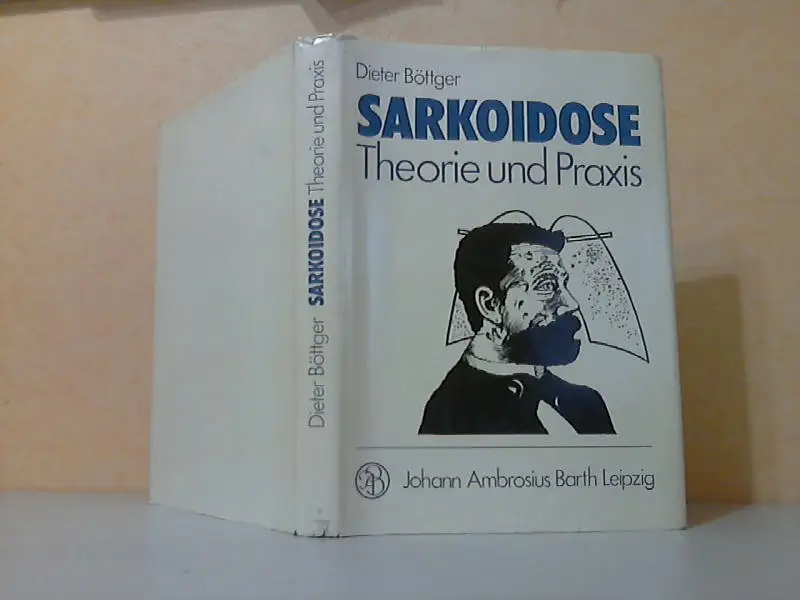 Dieter Böttger
SARKOIDOSE
Theorie und Praxis
Johann Ambrosius Barth Leipzig
Dieter Böttger SARKOIDOSE Theorie und Praxis